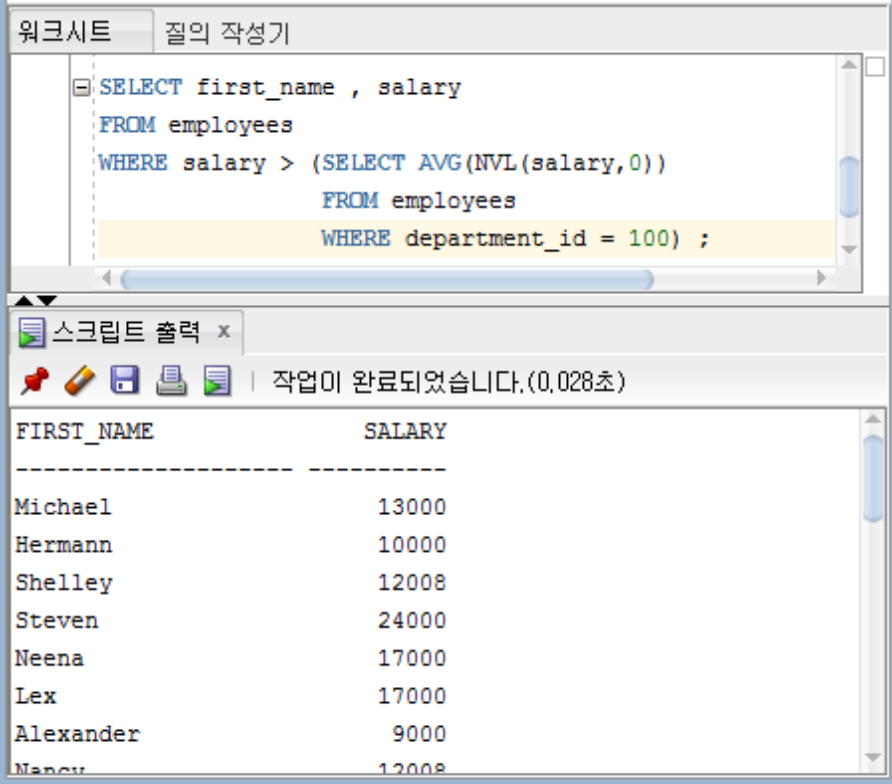 워크시트 질의 작성기
SELECT first_name , salary
FROM employees
WHERE salary > (SELECT AVG(NVL(salary,0))
FROM employees
WHERE department_id = 100) ;
스크립트 출력 x
작업이 완료되었습니다.(0,028초)
FIRST_NAME SALARY
-------------------- ----------
Michael 13000
Hermann 10000
Shelley 12008
Steven 24000
Neena 17000
Lex 17000
Alexander 9000
Nancy 12008